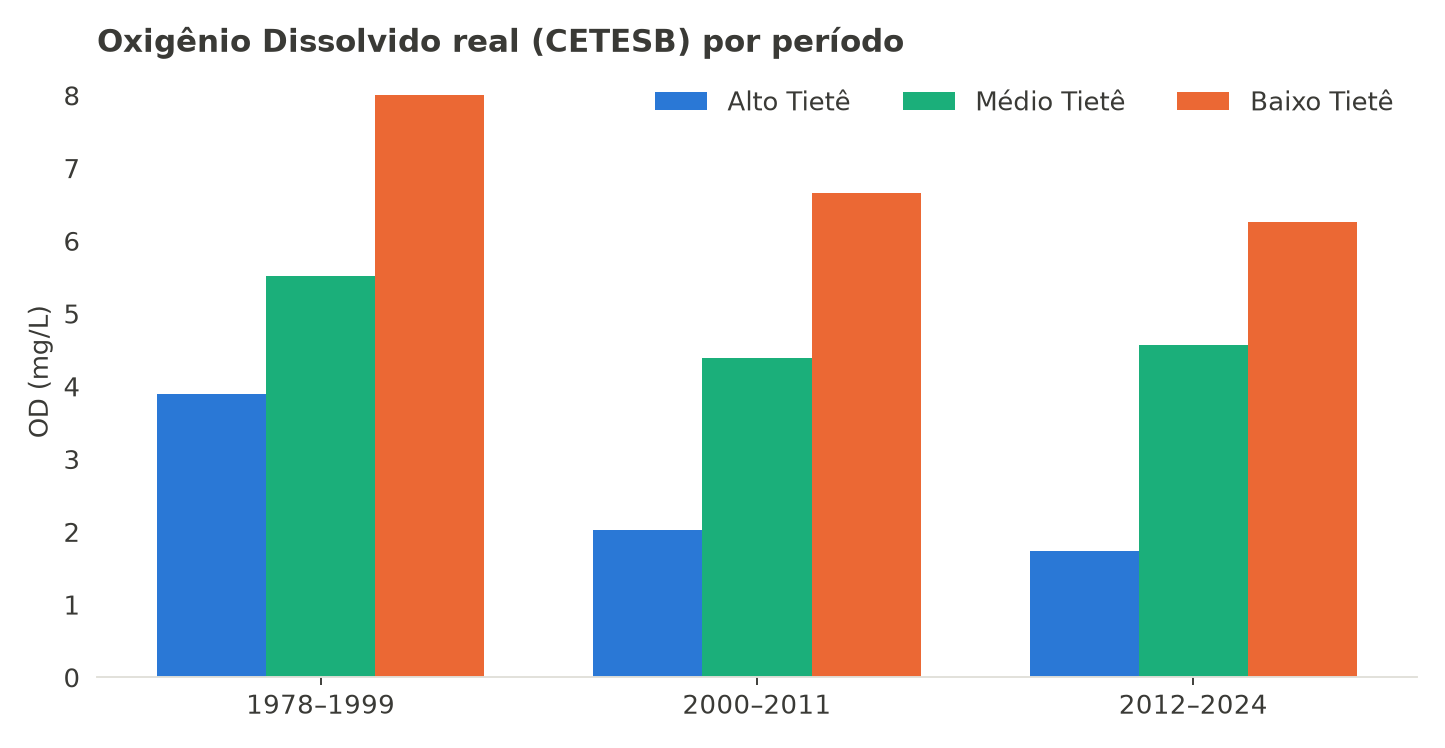 Oxigênio Dissolvido real (CETESB) por período
Alto Tietê
Médio Tietê
Baixo Tietê
OD (mg/L)
8
7
6
5
4
3
2
1
0
1978–1999
2000–2011
2012–2024